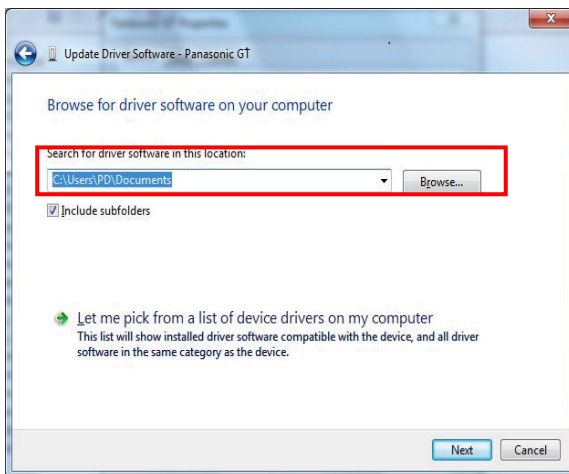 Panasonic GT Properties
Update Driver Software - Panasonic GT
Browse for driver software on your computer
Search for driver software in this location:
C:\Users\PD\Documents
Browse...
Include subfolders
Let me pick from a list of device drivers on my computer
This list will show installed driver software compatible with the device, and all driver
software in the same category as the device.
Next Cancel